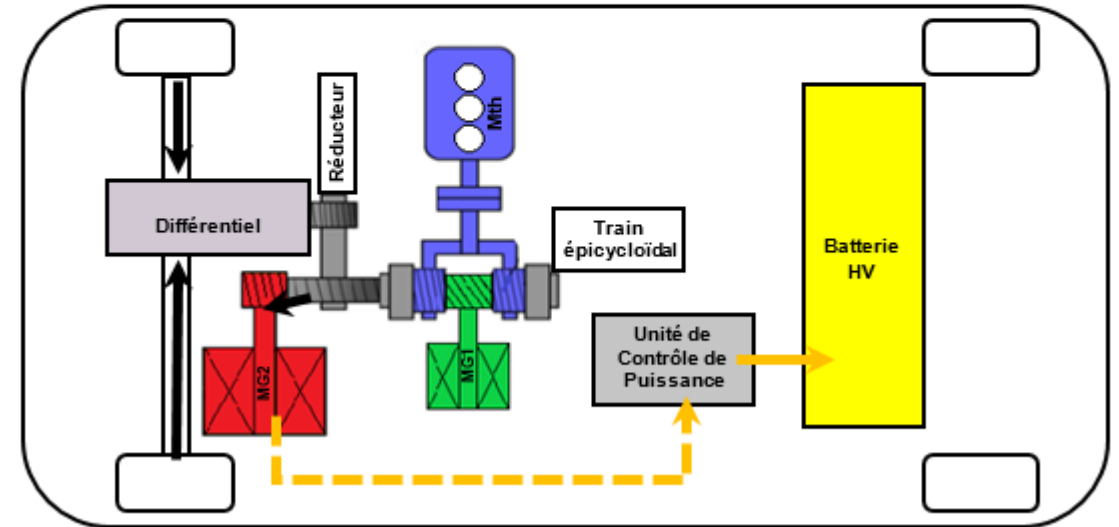 Réducteur
Mth
Différentiel
Train
épicycloïdal
Batterie
HV
Unité de
Contrôle de
Puissance
MG2
MG1